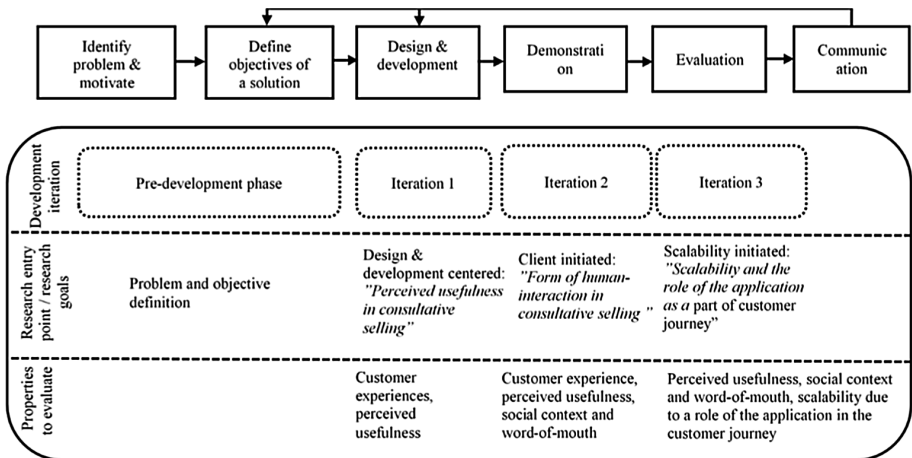 Identify
problem &
motivate
Define
objectives of
a solution
Design &
development
Demonstrati
on
Evaluation
Communic
ation
Development
iteration
Pre-development phase
Iteration 1
Iteration 2
Iteration 3
Research entry
point / research
goals
Problem and objective
definition
Design &
development centered:
"Perceived usefulness
in consultative
selling"
Client initiated:
"Form of human-
interaction in
consultative selling "
Scalability initiated:
"Scalability and the
role of the application
as a part of customer
journey"
Properties
to evaluate
Customer
experiences,
perceived
usefulness
Customer experience,
perceived usefulness,
social context and
word-of-mouth
Perceived usefulness, social context
and word-of-mouth, scalability due
to a role of the application in the
customer journey